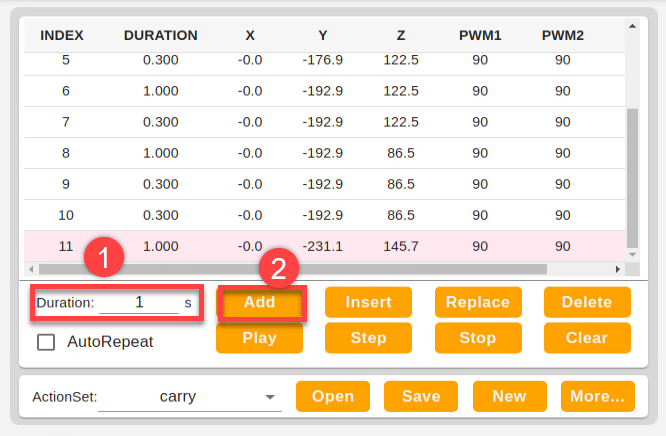 INDEX DURATION X Y Z PWM1 PWM2
5 0.300 -0.0 -176.9 122.5 90 90
6 1.000 -0.0 -192.9 122.5 90 90
7 0.300 -0.0 -192.9 122.5 90 90
8 1.000 -0.0 -192.9 86.5 90 90
9 0.300 -0.0 -192.9 86.5 90 90
10 0.300 -0.0 -192.9 86.5 90 90
11 1.000 -0.0 -231.1 145.7 90 90
1 2
Duration: 1 s Add Insert Replace Delete
AutoRepeat Play Step Stop Clear
ActionSet: carry Open Save New More...